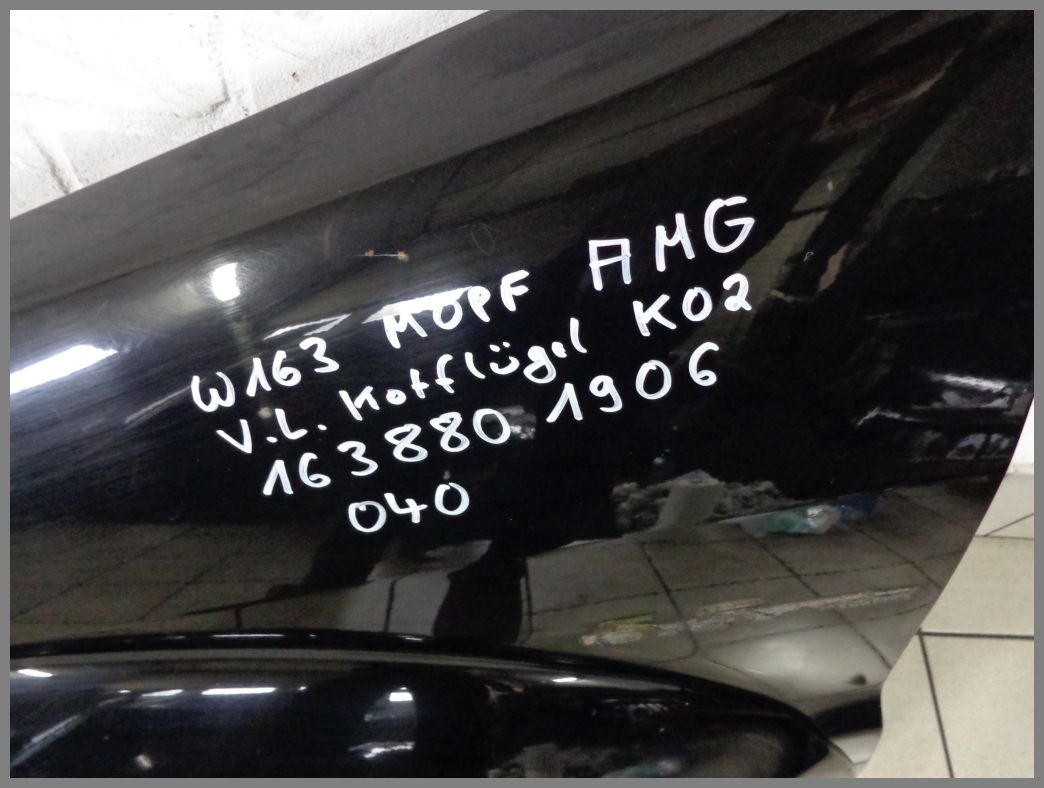 W163 MOPF AMG
V.L. Kotflügel K02
163880 1906
040